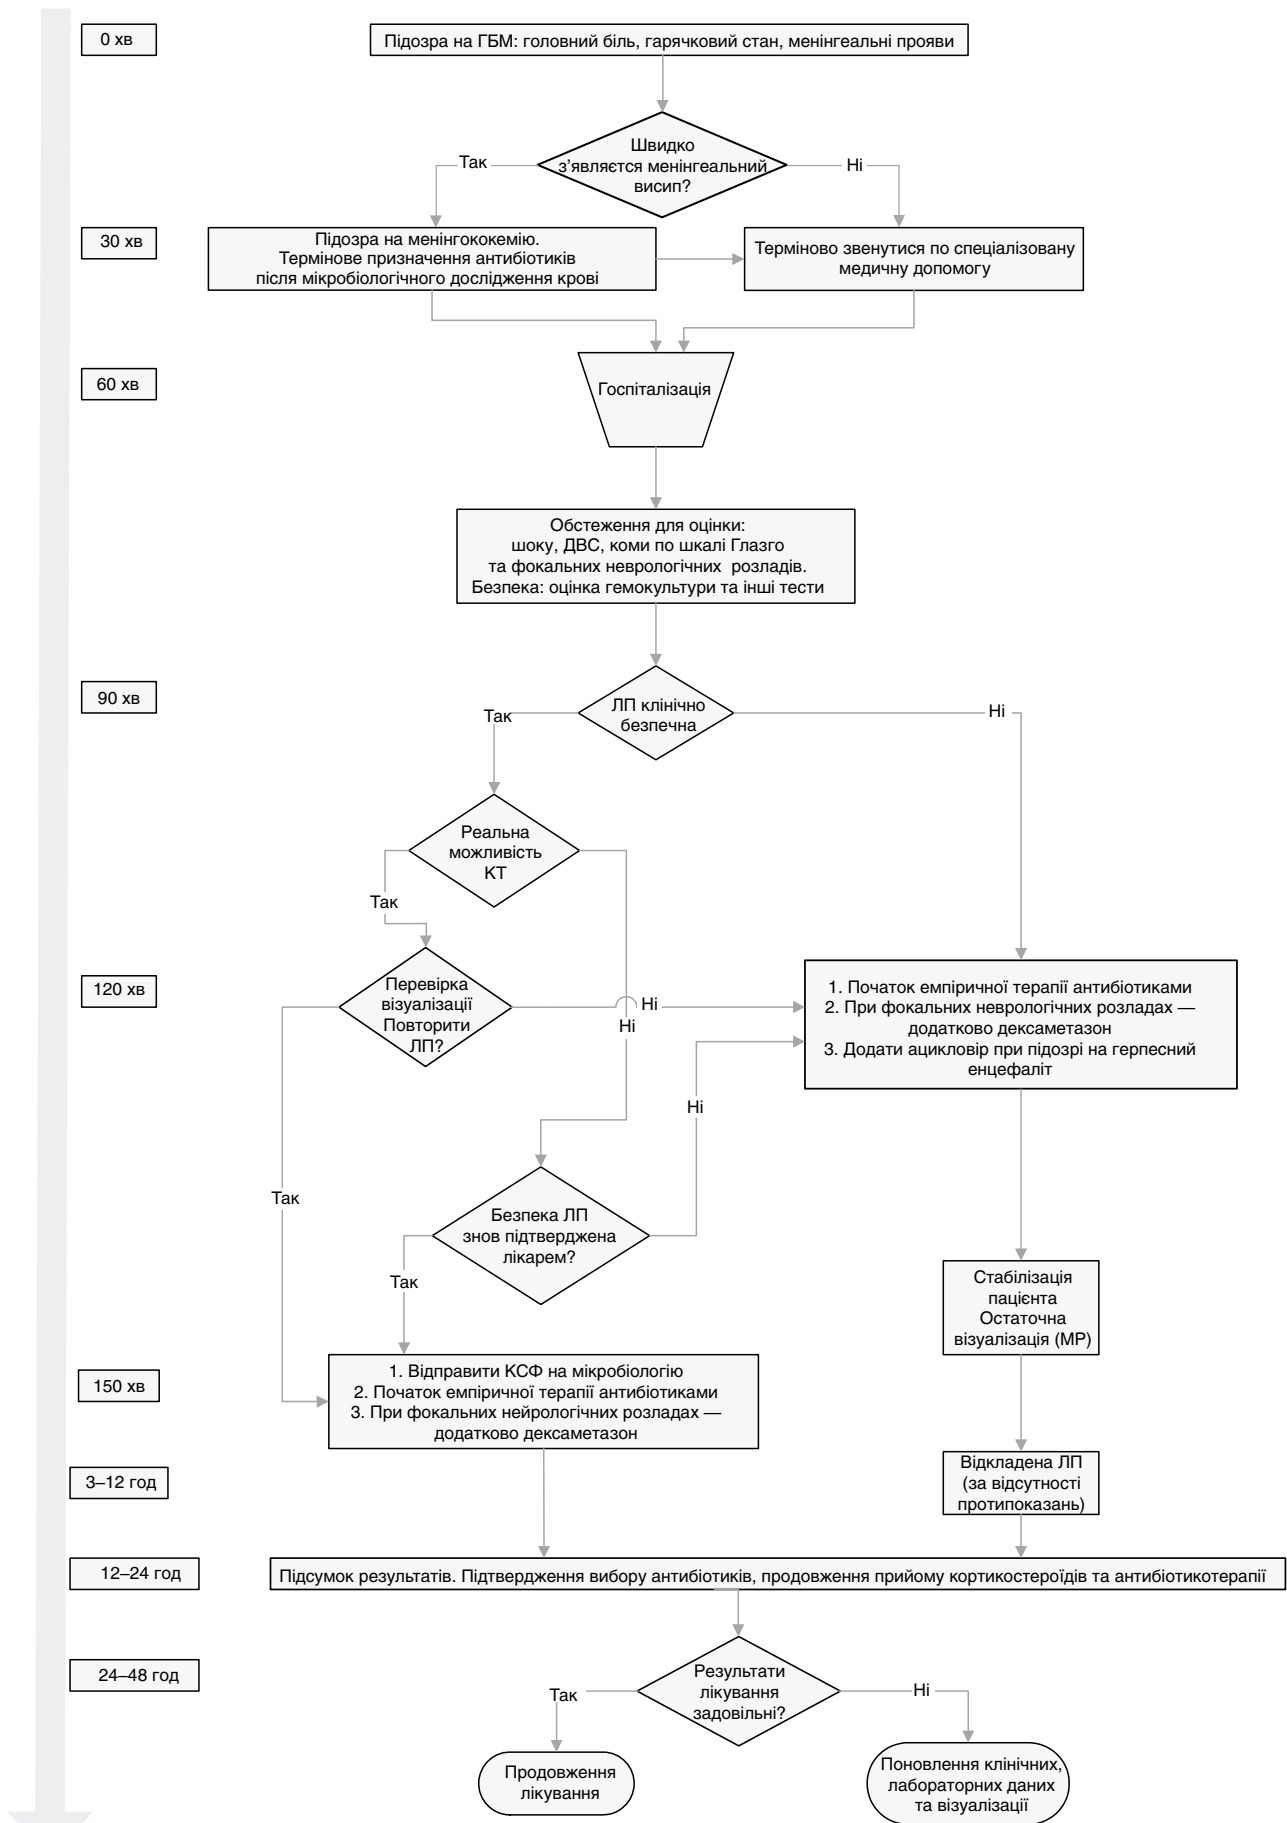 0 хв
Підозра на ГБМ: головний біль, гарячковий стан, менінгеальні прояви
Швидко
з’являєтся менінгеальний
висип?
Так
Ні
30 хв
Підозра на менінгококемію.
Термінове призначення антибіотиків
після мікробіологічного дослідження крові
Терміново звенутися по спеціалізовану
медичну допомогу
60 хв
Госпіталізація
Обстеження для оцінки:
шоку, ДВС, коми по шкалі Глазго
та фокальних неврологічних розладів.
Безпека: оцінка гемокультури та інші тести
90 хв
ЛП клінічно
безпечна
Так
Ні
Реальна
можливість
КТ
Так
Ні
120 хв
Перевірка
візуалізації
Повторити
ЛП?
Ні
Так
1. Початок емпіричної терапії антибіотиками
2. При фокальних неврологічних розладах —
додатково дексаметазон
3. Додати ацикловір при підозрі на герпесний
енцефаліт
Безпека ЛП
знов підтверджена
лікарем?
Ні
Так
Стабілізація
пацієнта
Остаточна
візуалізація (МР)
150 хв
1. Відправити КСФ на мікробіологію
2. Початок емпіричної терапії антибіотиками
3. При фокальних нейрологічних розладах —
додатково дексаметазон
3–12 год
Відкладена ЛП
(за відсутності
протипоказань)
12–24 год
Підсумок результатів. Підтвердження вибору антибіотиків, продовження прийому кортикостероїдів та антибіотикотерапії
24–48 год
Результати
лікування
задовільні?
Так
Ні
Продовження
лікування
Поновлення клінічних,
лабораторних даних
та візуалізації